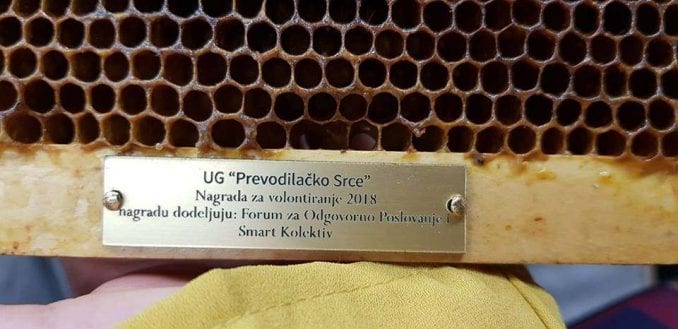 UG “Prevodilačko Srce”
Nagrada za volontiranje 2018
nagradu dodeljuju: Forum za Odgovorno Poslovanje i
Smart Kolektiv